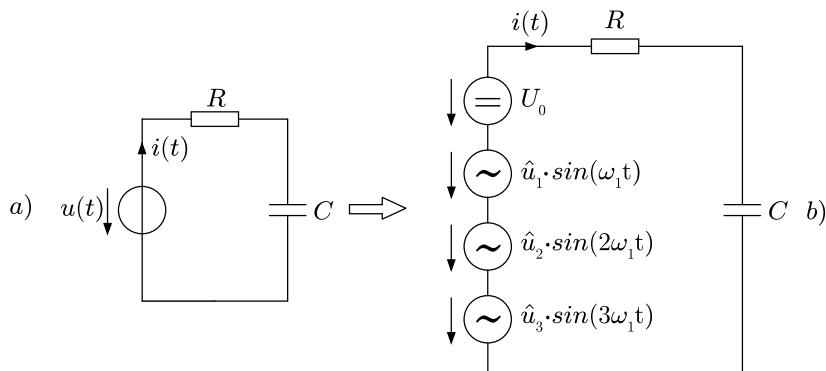 a)
u(t)
i(t)
R
C
i(t)
R
U₀
û₁·sin(ω₁t)
û₂·sin(2ω₁t)
û₃·sin(3ω₁t)
C
b)